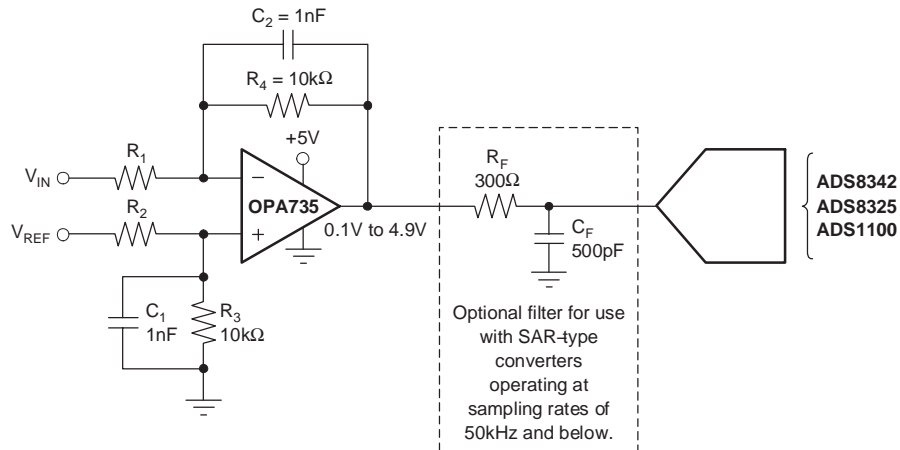 C2 = 1nF
R4 = 10kΩ
+5V
R1
VIN
R2
VREF
−
+
OPA735
0.1V to 4.9V
C1
1nF
R3
10kΩ
RF
300Ω
CF
500pF
Optional filter for use
with SAR-type
converters
operating at
sampling rates of
50kHz and below.
ADS8342
ADS8325
ADS1100